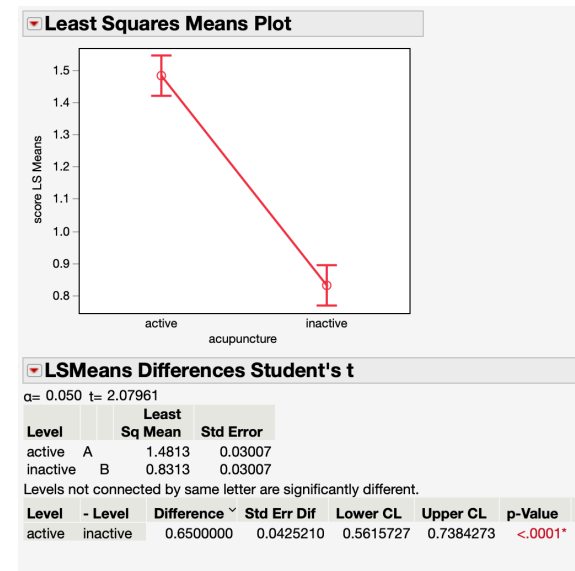 Least Squares Means Plot
1.5
1.4
1.3
1.2
1.1
1.0
0.9
0.8
score LS Means
active inactive
acupuncture
LSMeans Differences Student's t
α= 0.050 t= 2.07961
Least
Level Sq Mean Std Error
active A 1.4813 0.03007
inactive B 0.8313 0.03007
Levels not connected by same letter are significantly different.
Level - Level Difference Std Err Dif Lower CL Upper CL p-Value
active inactive 0.6500000 0.0425210 0.5615727 0.7384273 <.0001*